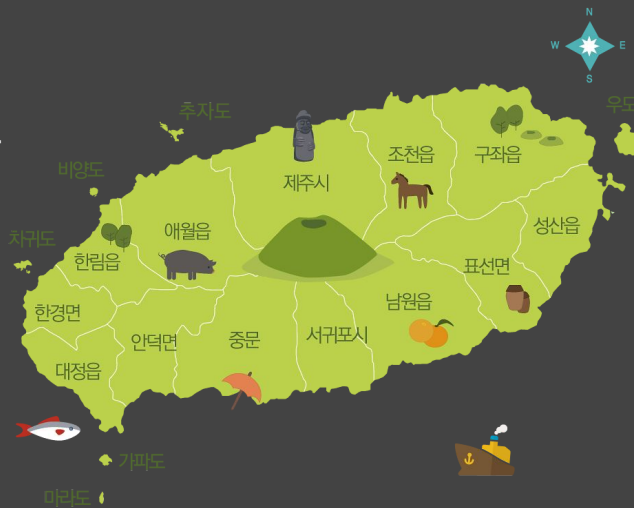 N
W E
S
추자도
우도
비양도
조천읍
구좌읍
제주시
차귀도
애월읍
성산읍
한림읍
표선면
한경면
남원읍
안덕면
중문
서귀포시
대정읍
가파도
마라도